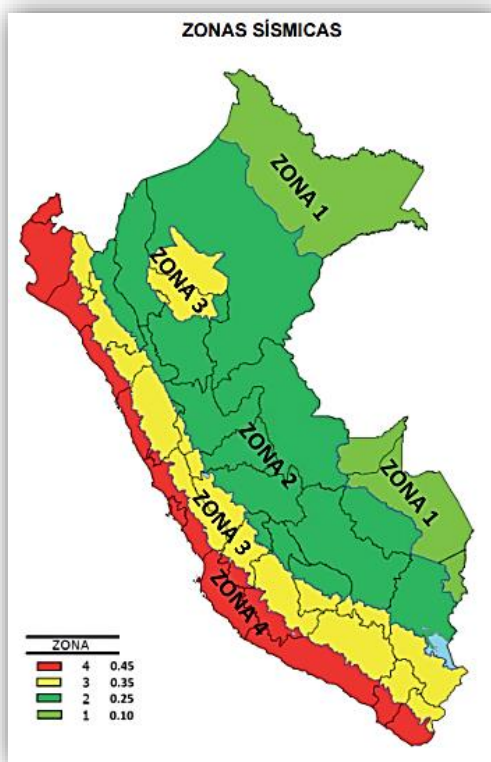 ZONAS SÍSMICAS
ZONA 1
ZONA 3
ZONA 2
ZONA 1
ZONA 3
ZONA 4
ZONA
4 0.45
3 0.35
2 0.25
1 0.10